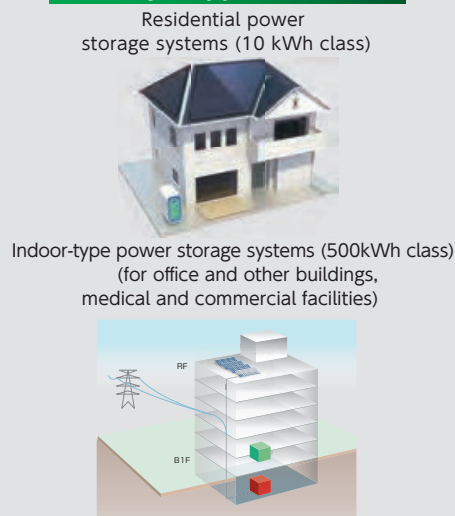 Residential power
storage systems (10 kWh class)
Indoor-type power storage systems (500kWh class)
(for office and other buildings,
medical and commercial facilities)
RF
B1F